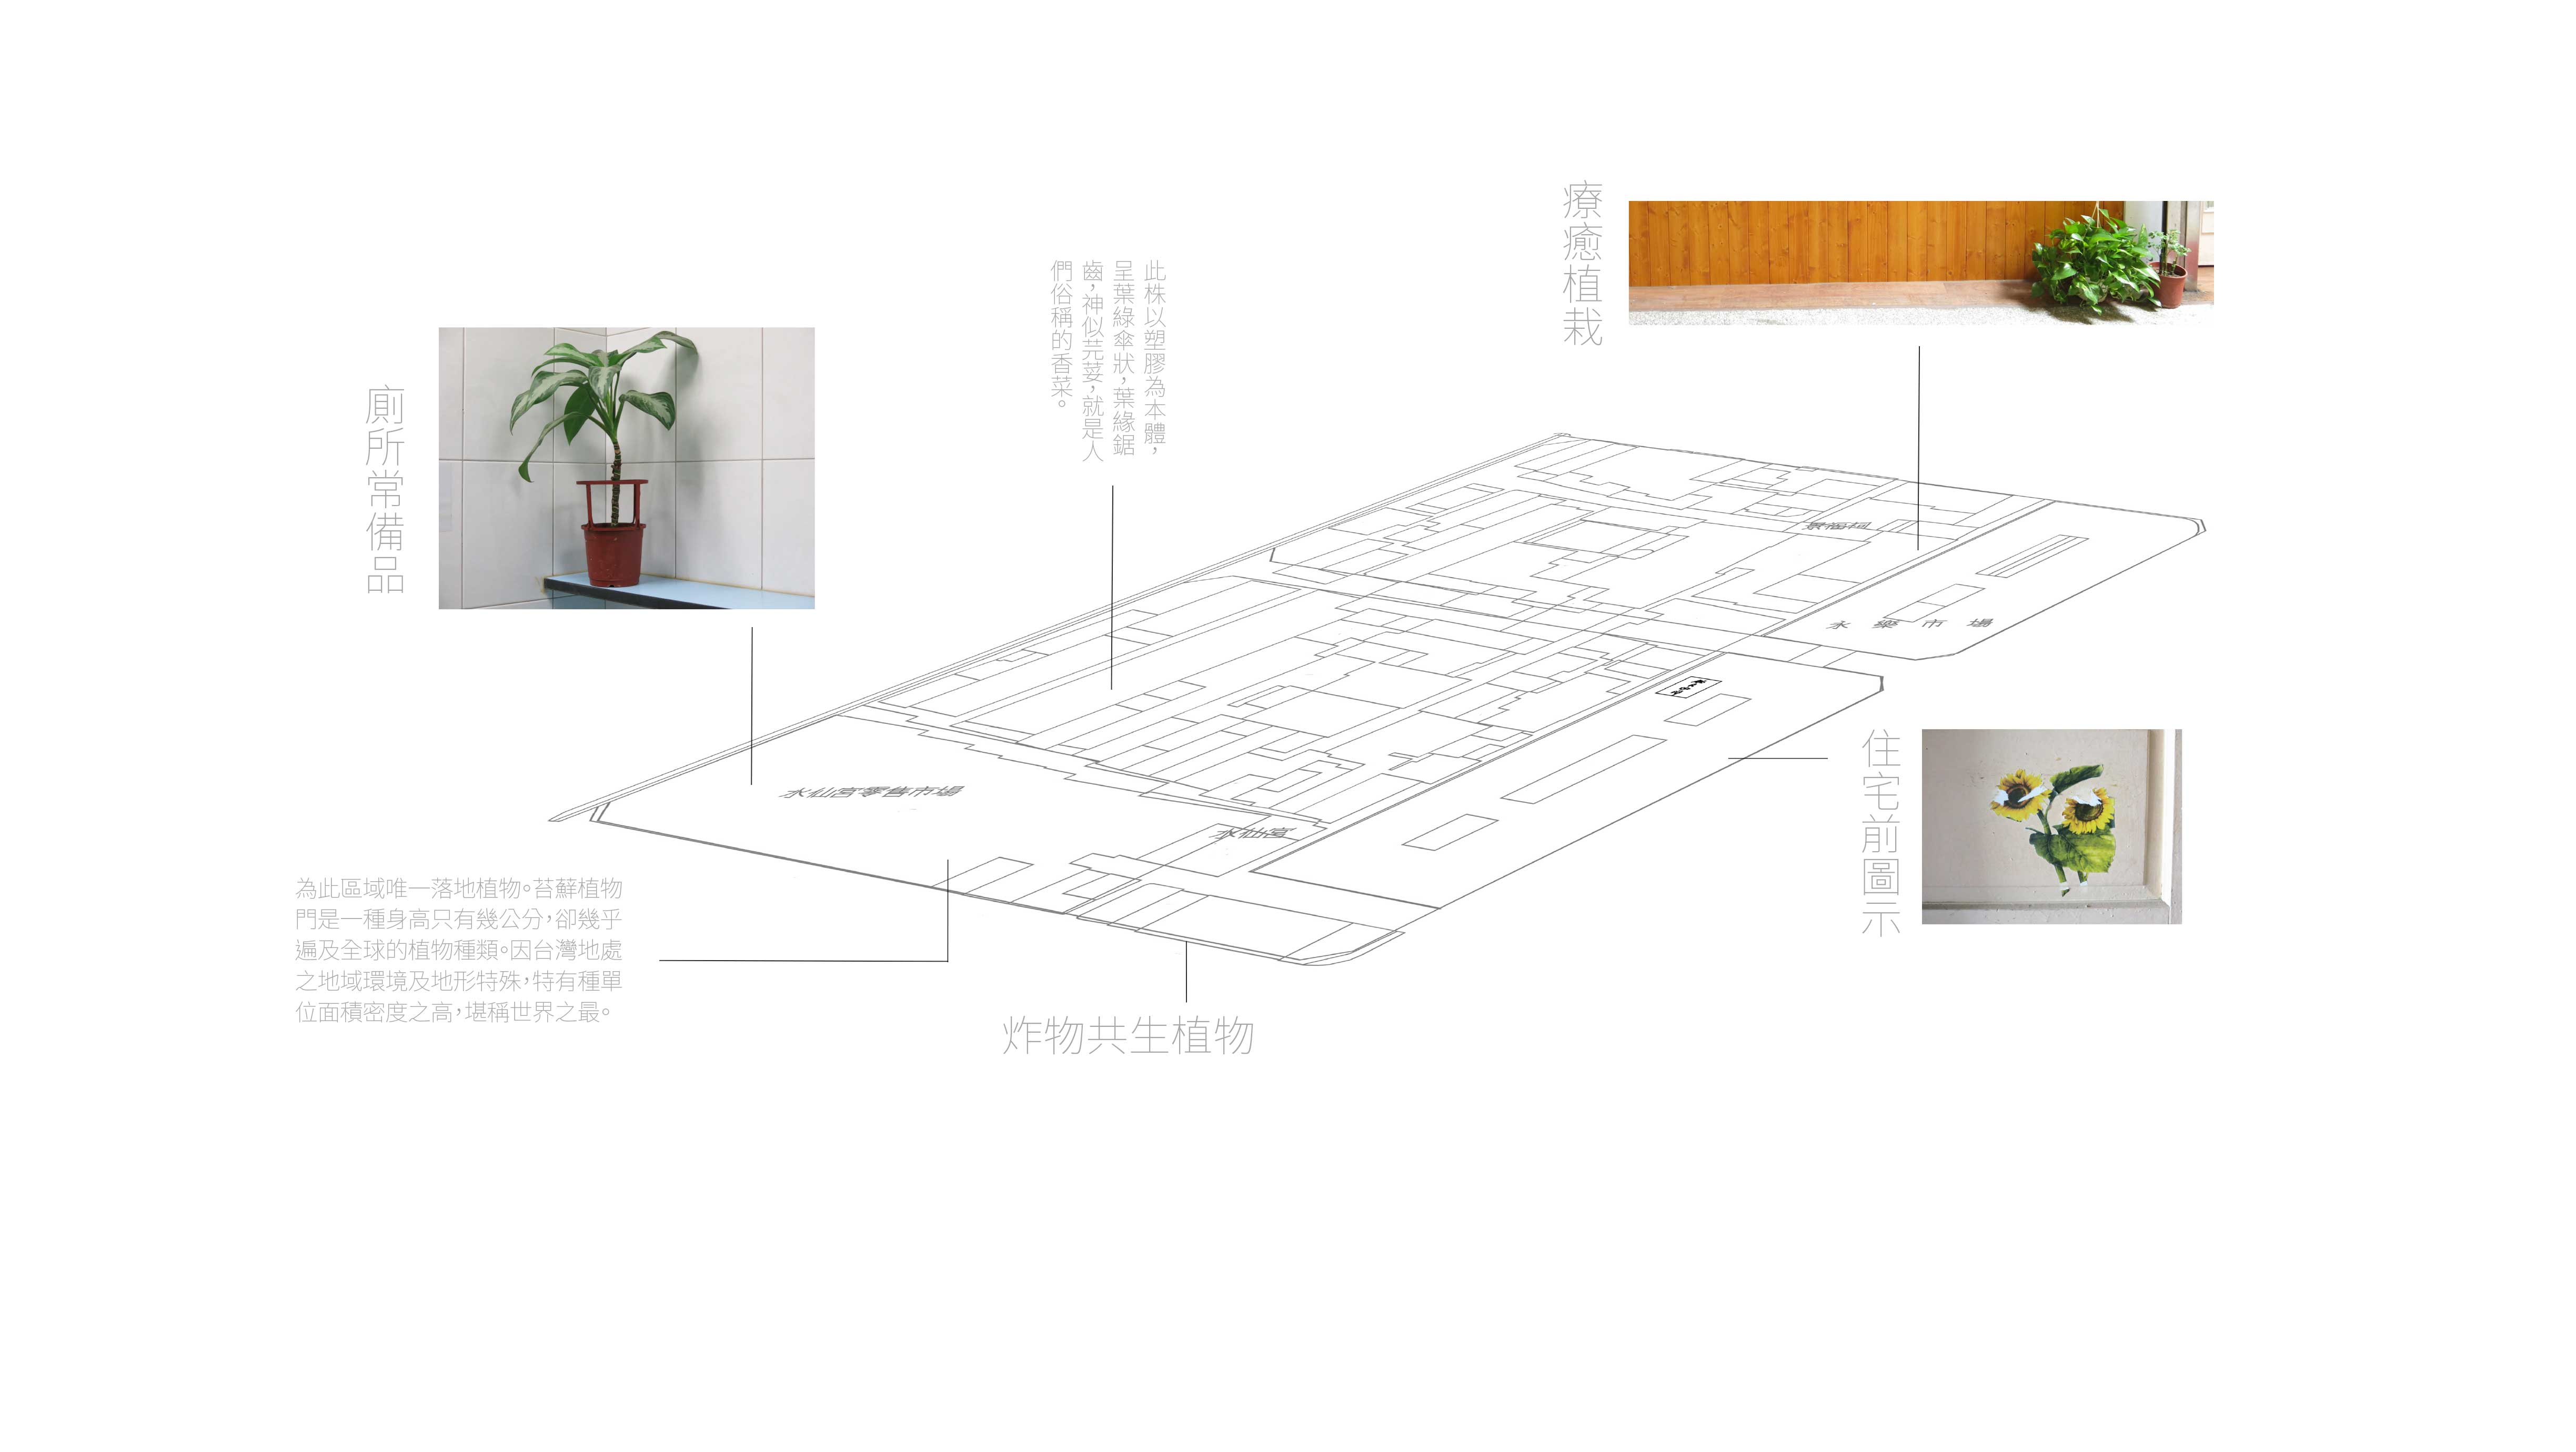 療癒植栽
此株以塑膠為本體，
呈葉綠傘狀，葉緣鋸
齒，神似芫荽，就是人
們俗稱的香菜。
廁所常備品
景福祠
永樂市場
住宅前圖示
水仙宮零售市場
水仙宮
為此區域唯一落地植物。苔蘚植物
門是一種身高只有幾公分，卻幾乎
遍及全球的植物種類。因台灣地處
之地域環境及地形特殊，特有種單
位面積密度之高，堪稱世界之最。
炸物共生植物